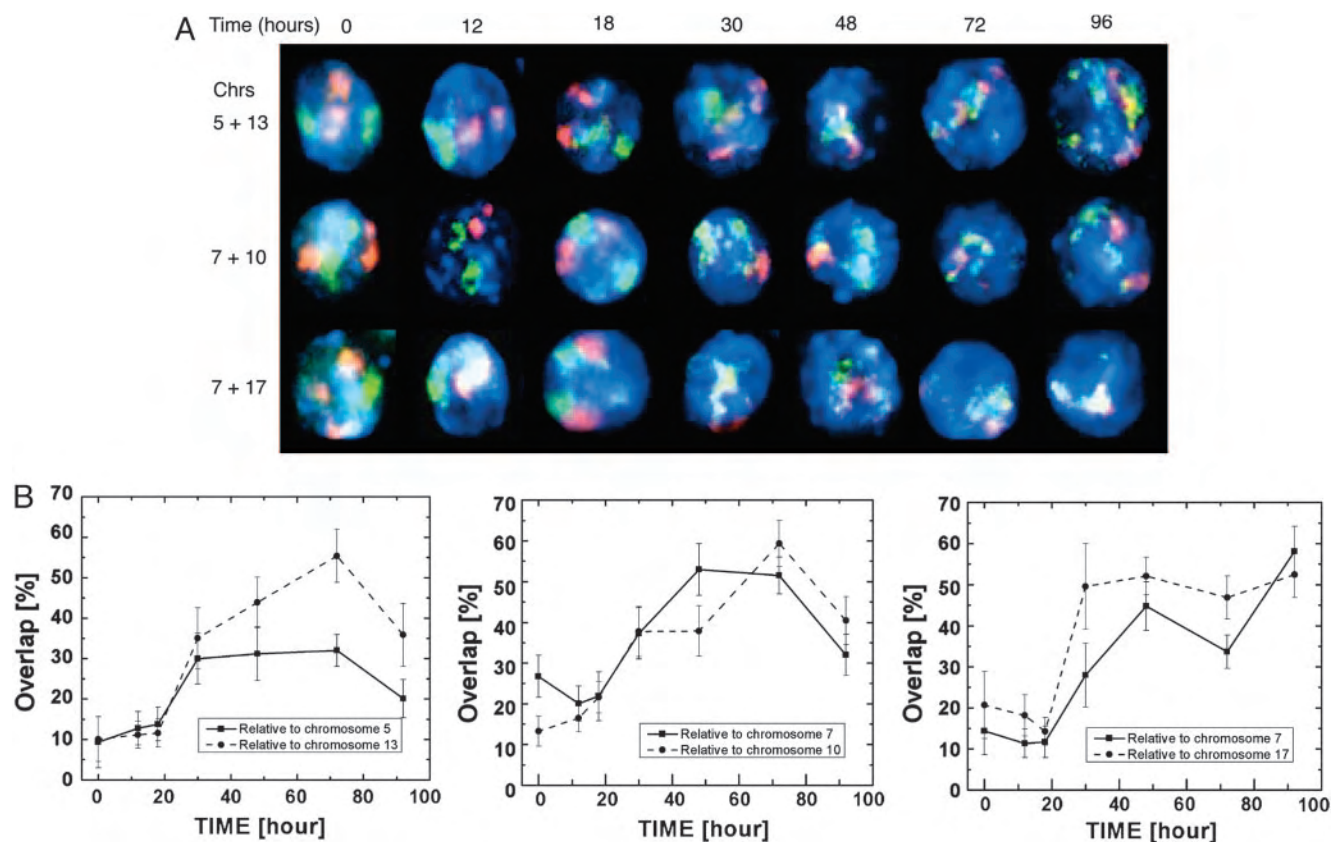 A
Time (hours) 0 12 18 30 48 72 96
Chrs
5 + 13
7 + 10
7 + 17
B
70
60
50
40
30
20
10
0
Overlap [%]
Relative to chromosome 5
Relative to chromosome 13
0 20 40 60 80 100
TIME [hour]
70
60
50
40
30
20
10
0
Overlap [%]
Relative to chromosome 7
Relative to chromosome 10
0 20 40 60 80 100
TIME [hour]
70
60
50
40
30
20
10
0
Overlap [%]
Relative to chromosome 7
Relative to chromosome 17
0 20 40 60 80 100
TIME [hour]